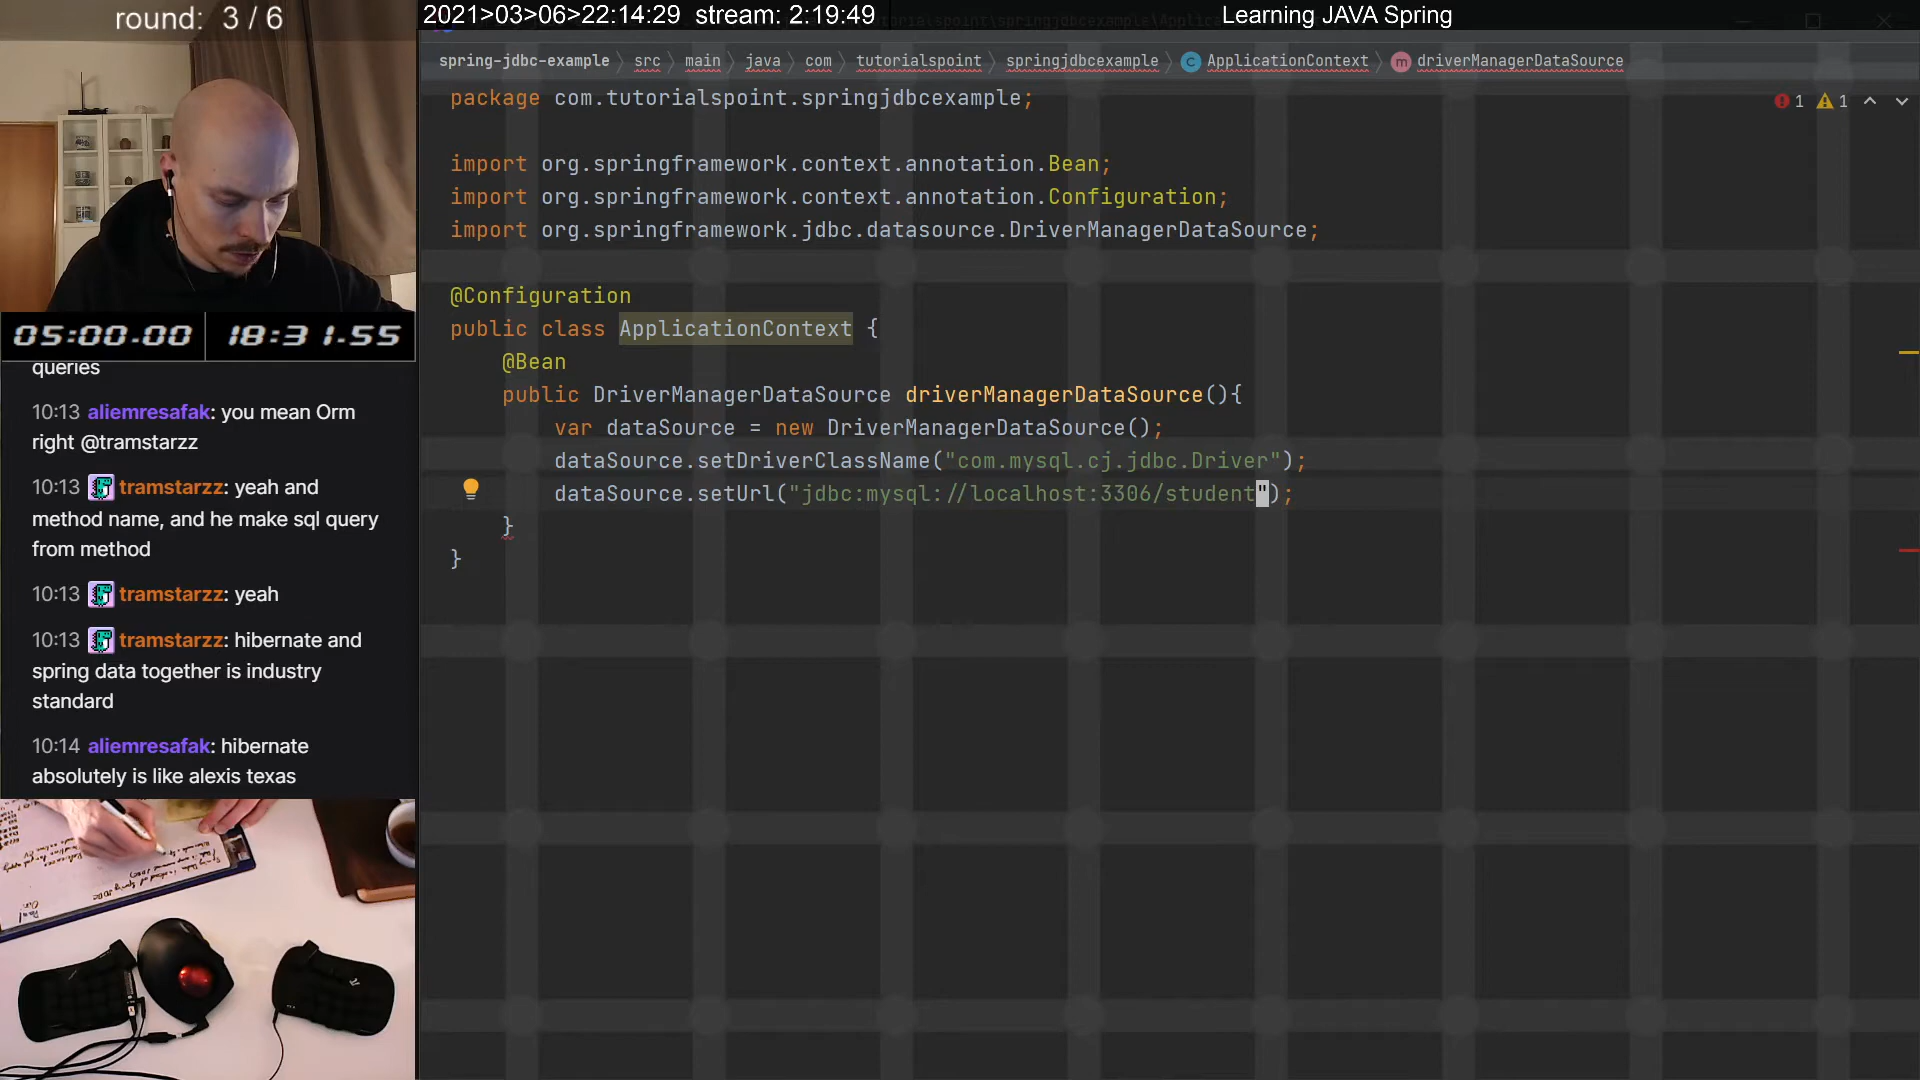 round: 3 / 6
2021>03>06>22:14:29 stream: 2:19:49
Learning JAVA Spring
spring-jdbc-example 〉 src 〉 main 〉 java 〉 com 〉 tutorialspoint 〉 springjdbcexample 〉 ApplicationContext 〉 driverManagerDataSource
package com.tutorialspoint.springjdbcexample;
1 1
import org.springframework.context.annotation.Bean;
import org.springframework.context.annotation.Configuration;
import org.springframework.jdbc.datasource.DriverManagerDataSource;
@Configuration
public class ApplicationContext {
@Bean
public DriverManagerDataSource driverManagerDataSource(){
var dataSource = new DriverManagerDataSource();
dataSource.setDriverClassName("com.mysql.cj.jdbc.Driver");
dataSource.setUrl("jdbc:mysql://localhost:3306/student");
}
}
05:00.00 18:31.55
queries
10:13 aliemresafak: you mean Orm
right @tramstarzz
10:13 tramstarzz: yeah and
method name, and he make sql query
from method
10:13 tramstarzz: yeah
10:13 tramstarzz: hibernate and
spring data together is industry
standard
10:14 aliemresafak: hibernate
absolutely is like alexis texas